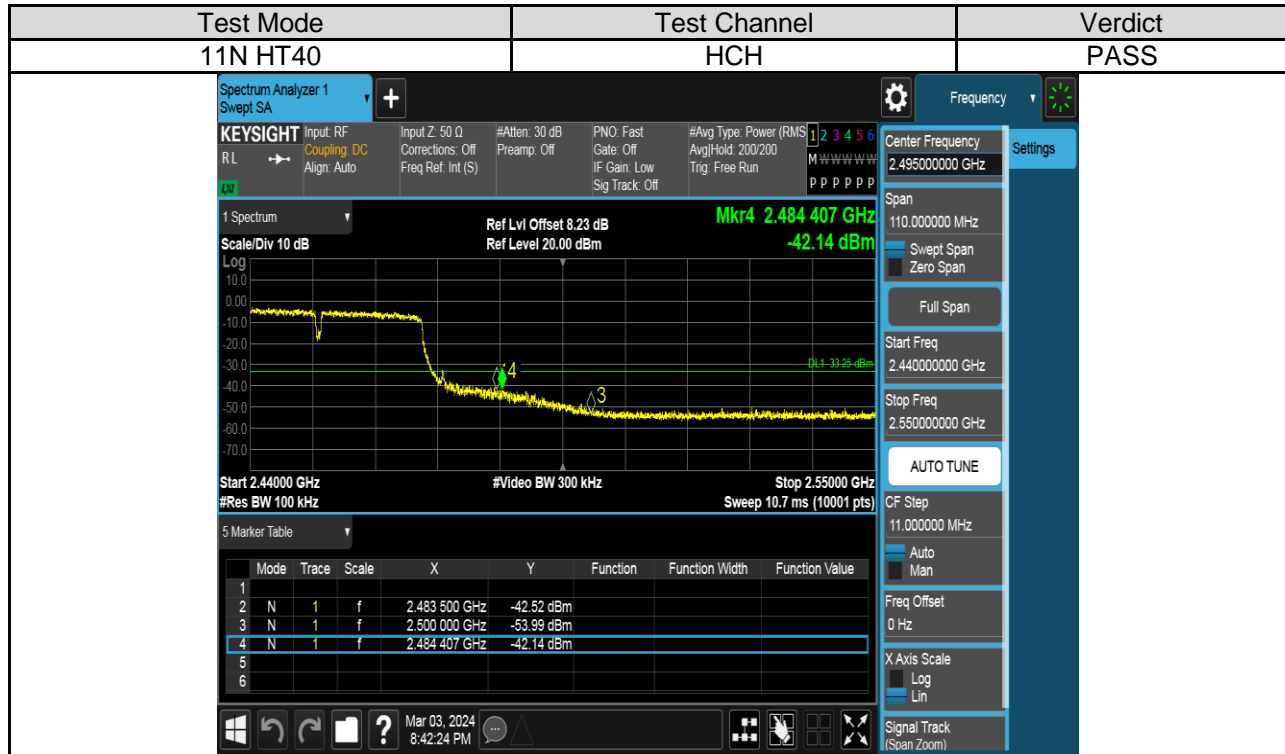 Test Mode Test Channel Verdict
11N HT40 HCH PASS
Spectrum Analyzer 1
Swept SA
+
Frequency
KEYSIGHT
RL
LXI
Input: RF
Coupling: DC
Align: Auto
Input Z: 50 Ω
Corrections: Off
Freq Ref: Int (S)
#Atten: 30 dB
Preamp: Off
PNO: Fast
Gate: Off
IF Gain: Low
Sig Track: Off
#Avg Type: Power (RMS
Avg|Hold: 200/200
Trig: Free Run
1 2 3 4 5 6
M W W W W W
P P P P P P
1 Spectrum
Scale/Div 10 dB
Ref Lvl Offset 8.23 dB
Ref Level 20.00 dBm
Mkr4 2.484 407 GHz
-42.14 dBm
Log
10.0
0.00
-10.0
-20.0
-30.0
-40.0
-50.0
-60.0
-70.0
DL1 -33.25 dBm
4
3
Start 2.44000 GHz #Video BW 300 kHz Stop 2.55000 GHz
#Res BW 100 kHz Sweep 10.7 ms (10001 pts)
5 Marker Table
Mode Trace Scale X Y Function Function Width Function Value
1
2 N 1 f 2.483 500 GHz -42.52 dBm
3 N 1 f 2.500 000 GHz -53.99 dBm
4 N 1 f 2.484 407 GHz -42.14 dBm
5
6
?
Mar 03, 2024
8:42:24 PM
Center Frequency
2.495000000 GHz
Settings
Span
110.000000 MHz
Swept Span
Zero Span
Full Span
Start Freq
2.440000000 GHz
Stop Freq
2.550000000 GHz
AUTO TUNE
CF Step
11.000000 MHz
Auto
Man
Freq Offset
0 Hz
X Axis Scale
Log
Lin
Signal Track
(Span Zoom)